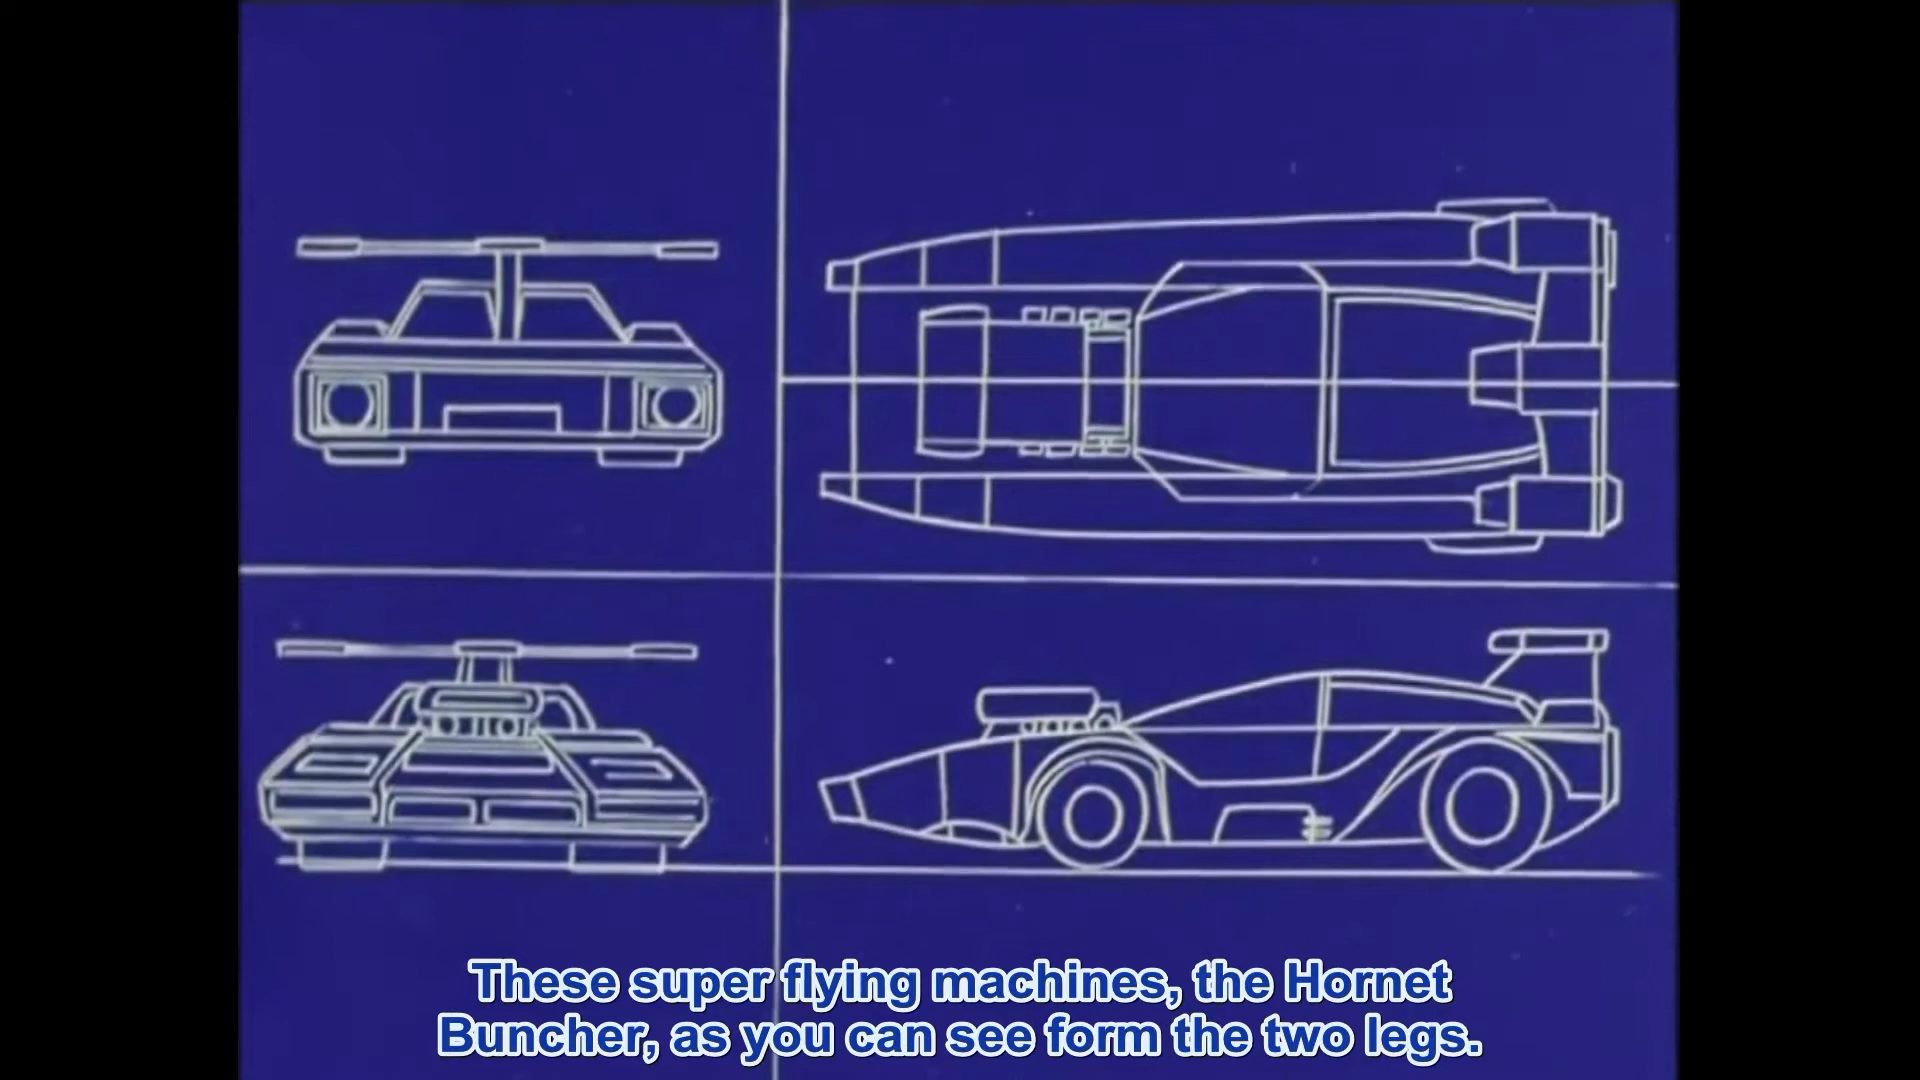 These super flying machines, the Hornet
Buncher, as you can see form the two legs.